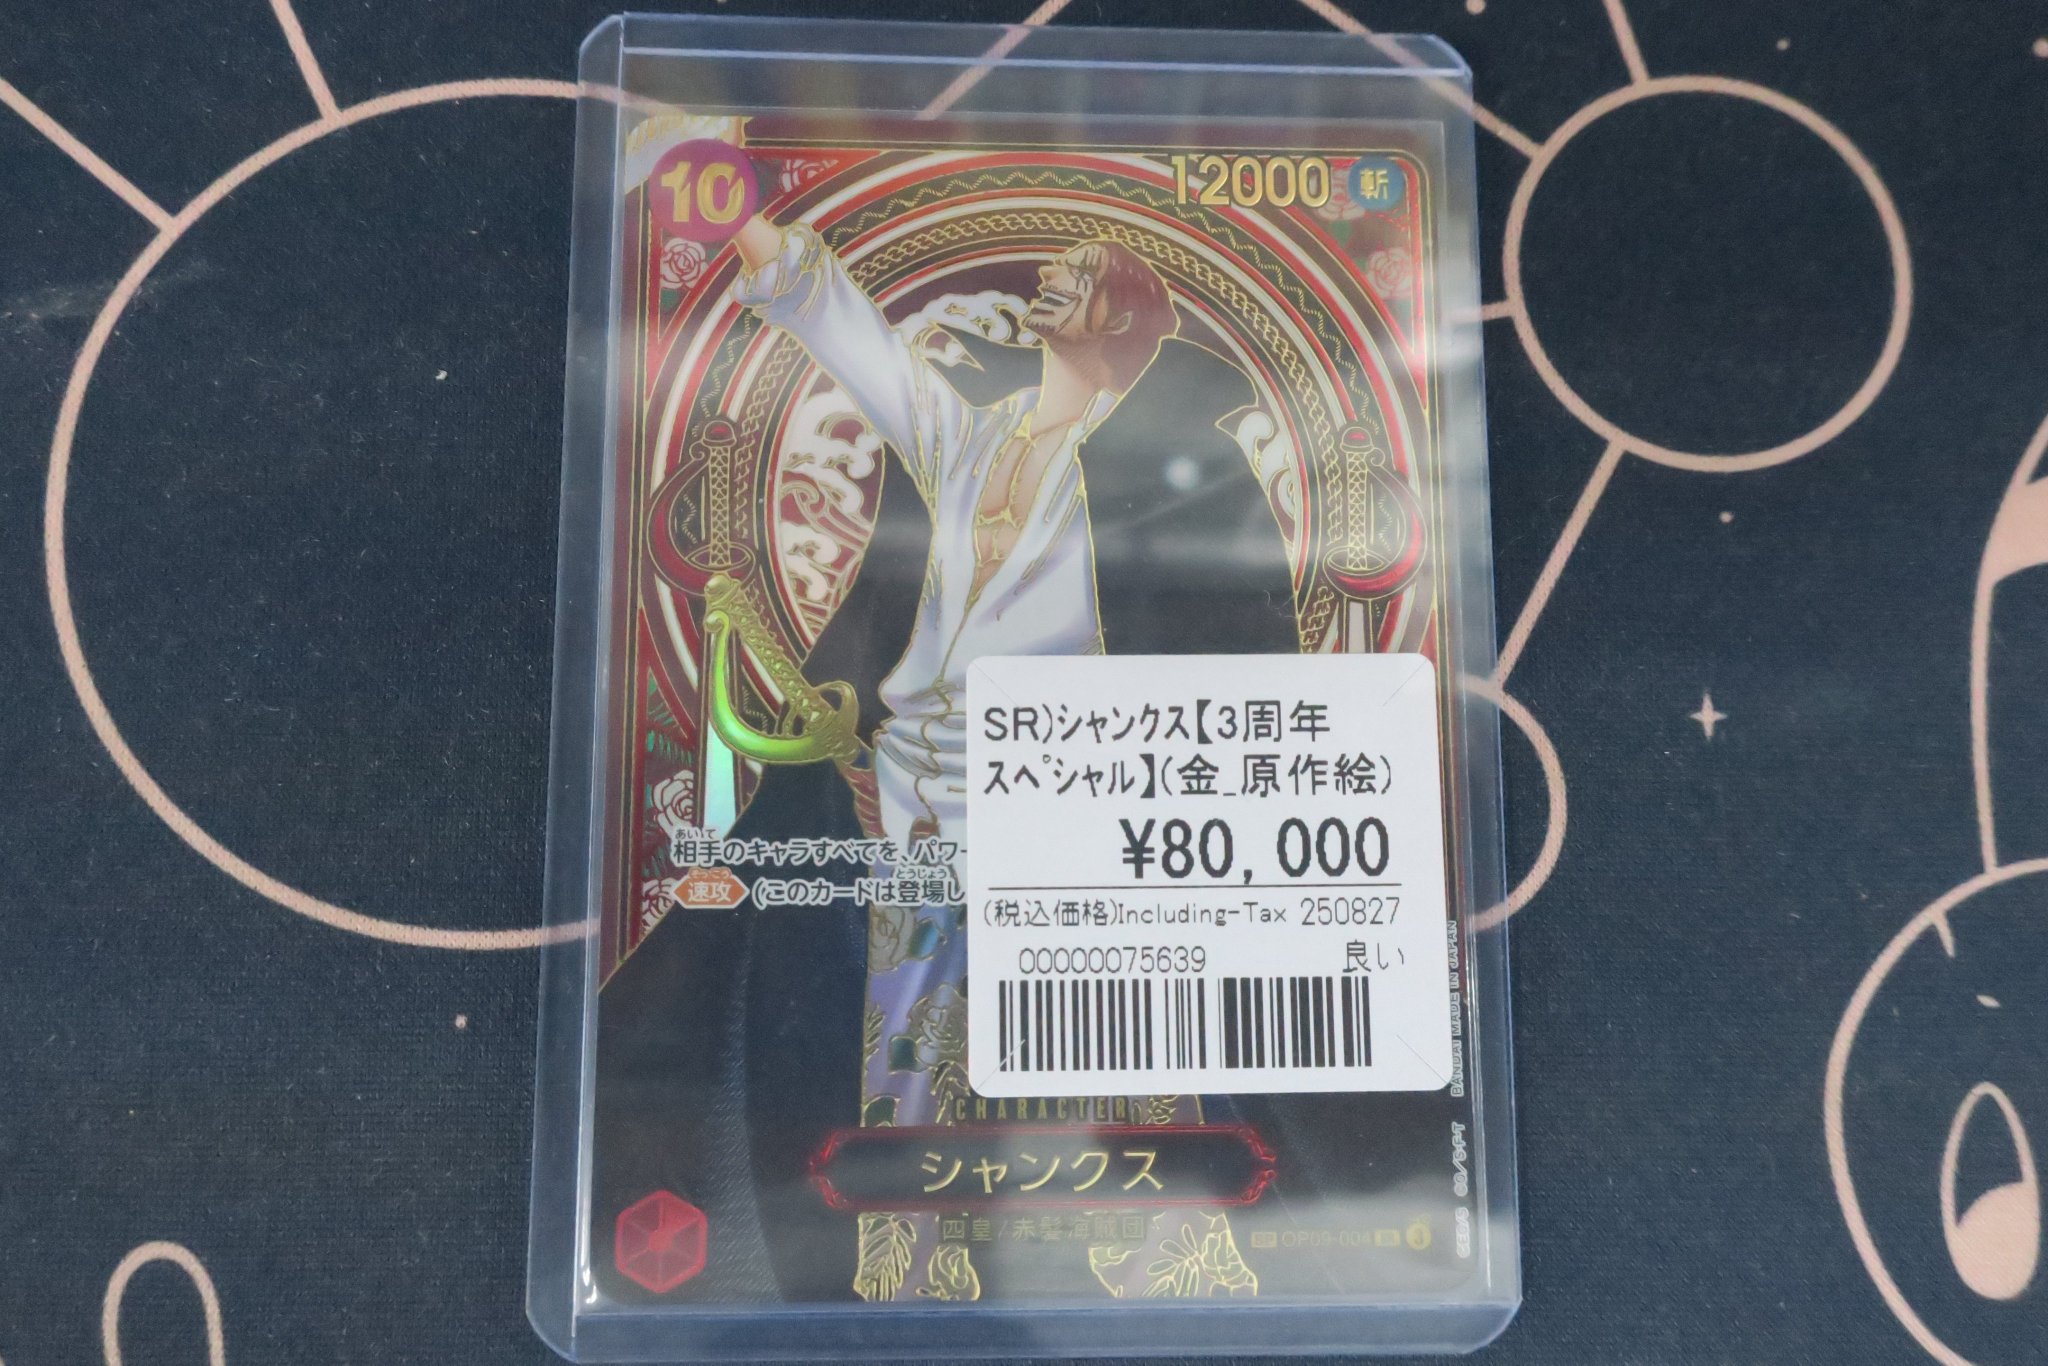 10
12000
斬
SR)ｼｬﾝｸｽ【3周年
ｽﾍﾟｼｬﾙ】(金_原作絵)
¥80,000
(税込価格)Including-Tax 250827
00000075639 良い
あいて
相手のキャラすべてを、パワー
そっこう とうじょう
速攻 (このカードは登場し
CHARACTER
シャンクス
四皇/赤髪海賊団
SP OP09-004 SR
BANDAI MADE IN JAPAN